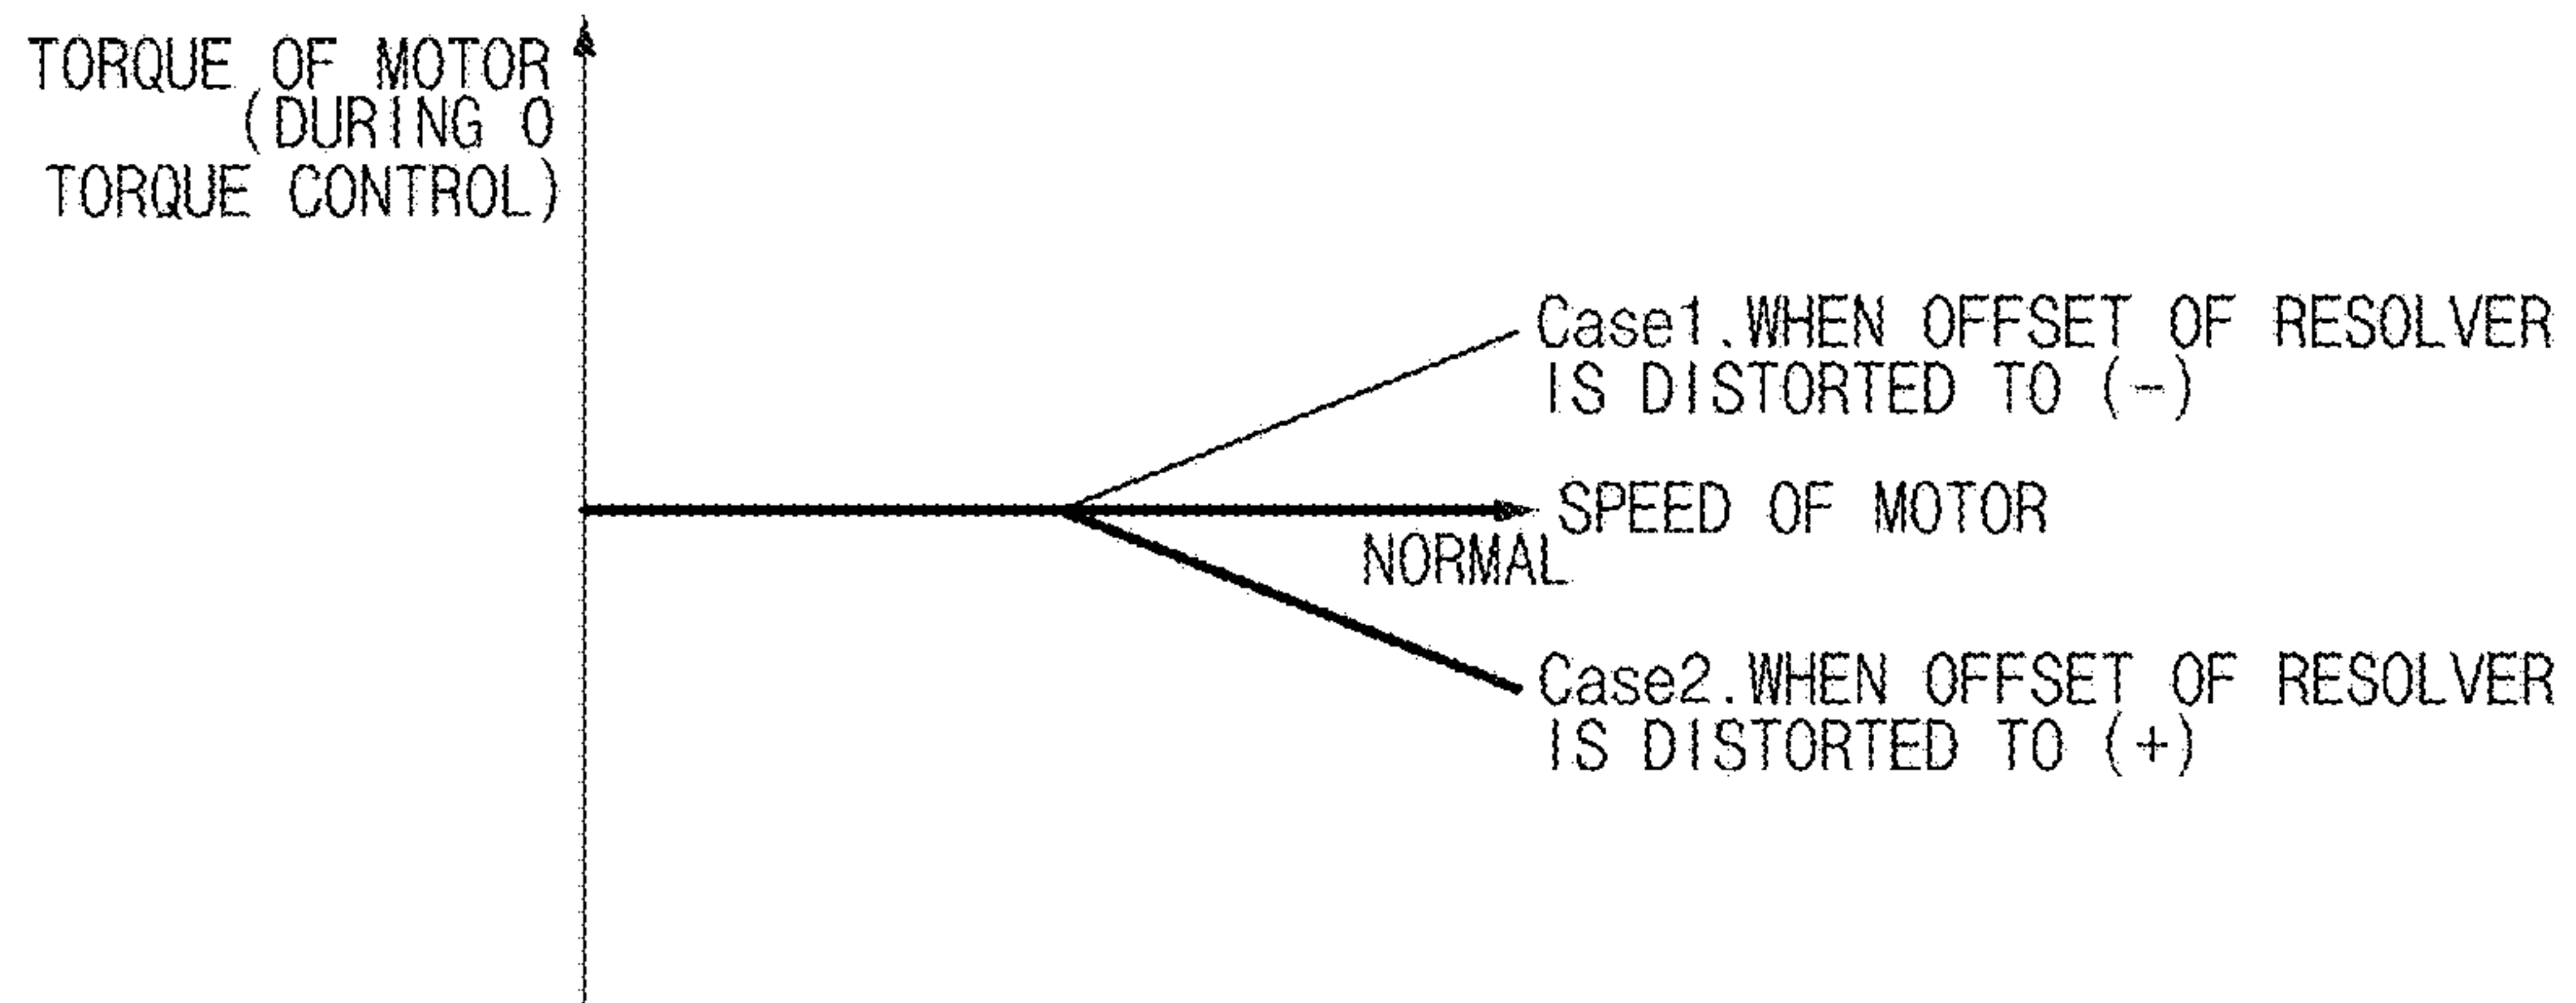 TORQUE OF MOTOR
(DURING 0
TORQUE CONTROL)
Case1.WHEN OFFSET OF RESOLVER
IS DISTORTED TO (-)
SPEED OF MOTOR
NORMAL
Case2.WHEN OFFSET OF RESOLVER
IS DISTORTED TO (+)